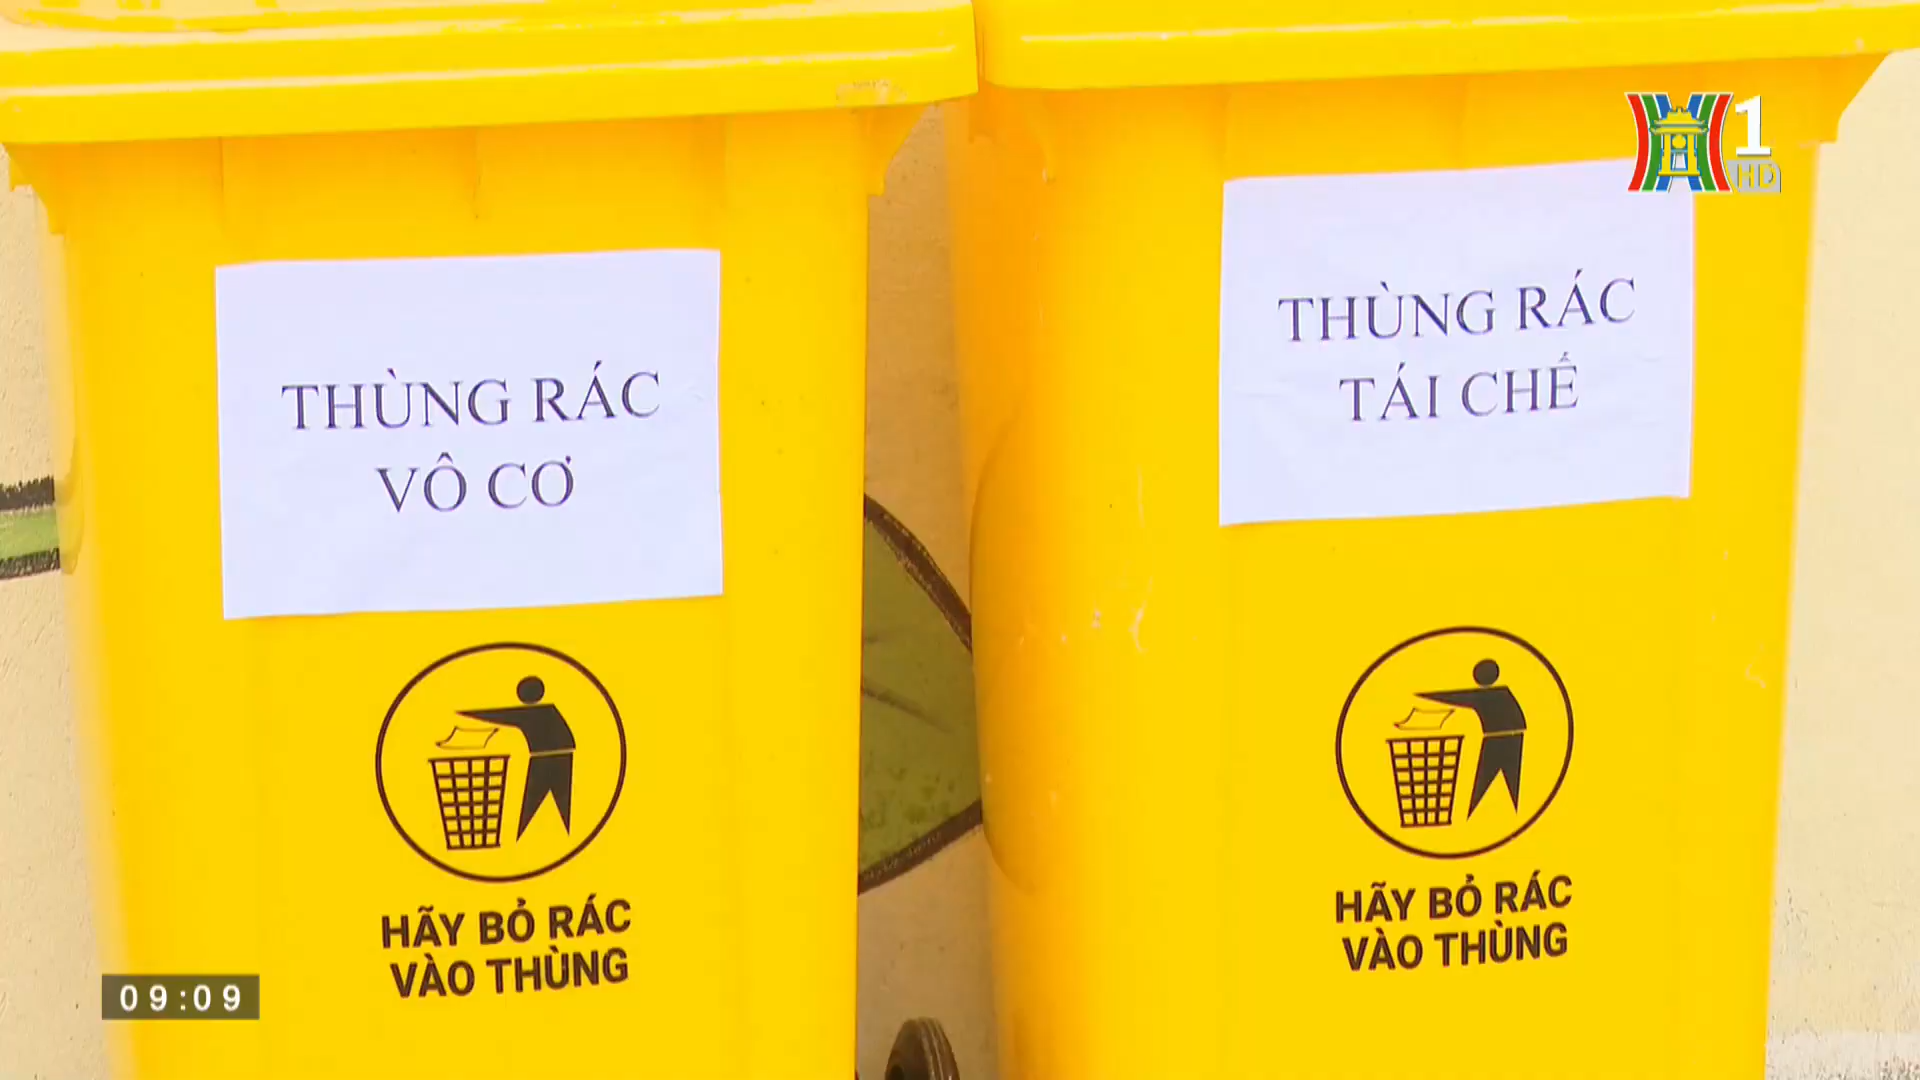 1
HD
THÙNG RÁC
VÔ CƠ
THÙNG RÁC
TÁI CHẾ
HÃY BỎ RÁC
VÀO THÙNG
HÃY BỎ RÁC
VÀO THÙNG
09:09